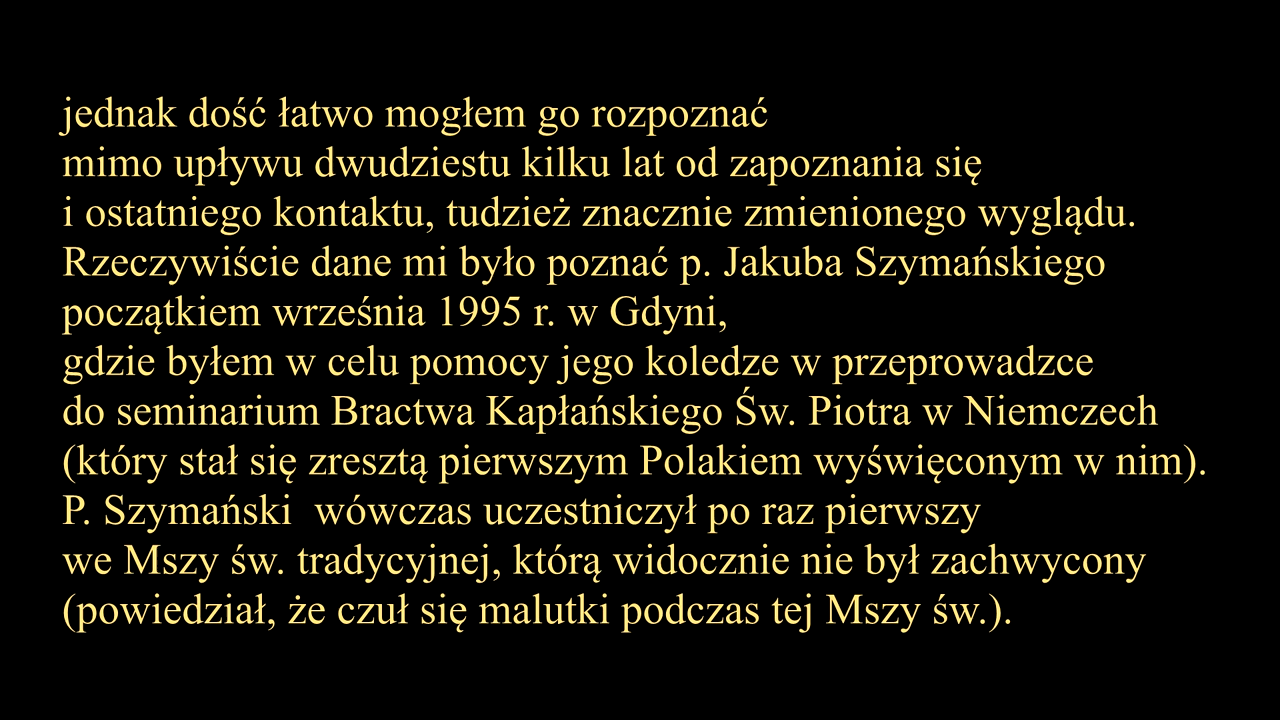 jednak dość łatwo mogłem go rozpoznać
mimo upływu dwudziestu kilku lat od zapoznania się
i ostatniego kontaktu, tudzież znacznie zmienionego wyglądu.
Rzeczywiście dane mi było poznać p. Jakuba Szymańskiego
początkiem września 1995 r. w Gdyni,
gdzie byłem w celu pomocy jego koledze w przeprowadzce
do seminarium Bractwa Kapłańskiego Św. Piotra w Niemczech
(który stał się zresztą pierwszym Polakiem wyświęconym w nim).
P. Szymański  wówczas uczestniczył po raz pierwszy
we Mszy św. tradycyjnej, którą widocznie nie był zachwycony
(powiedział, że czuł się malutki podczas tej Mszy św.).